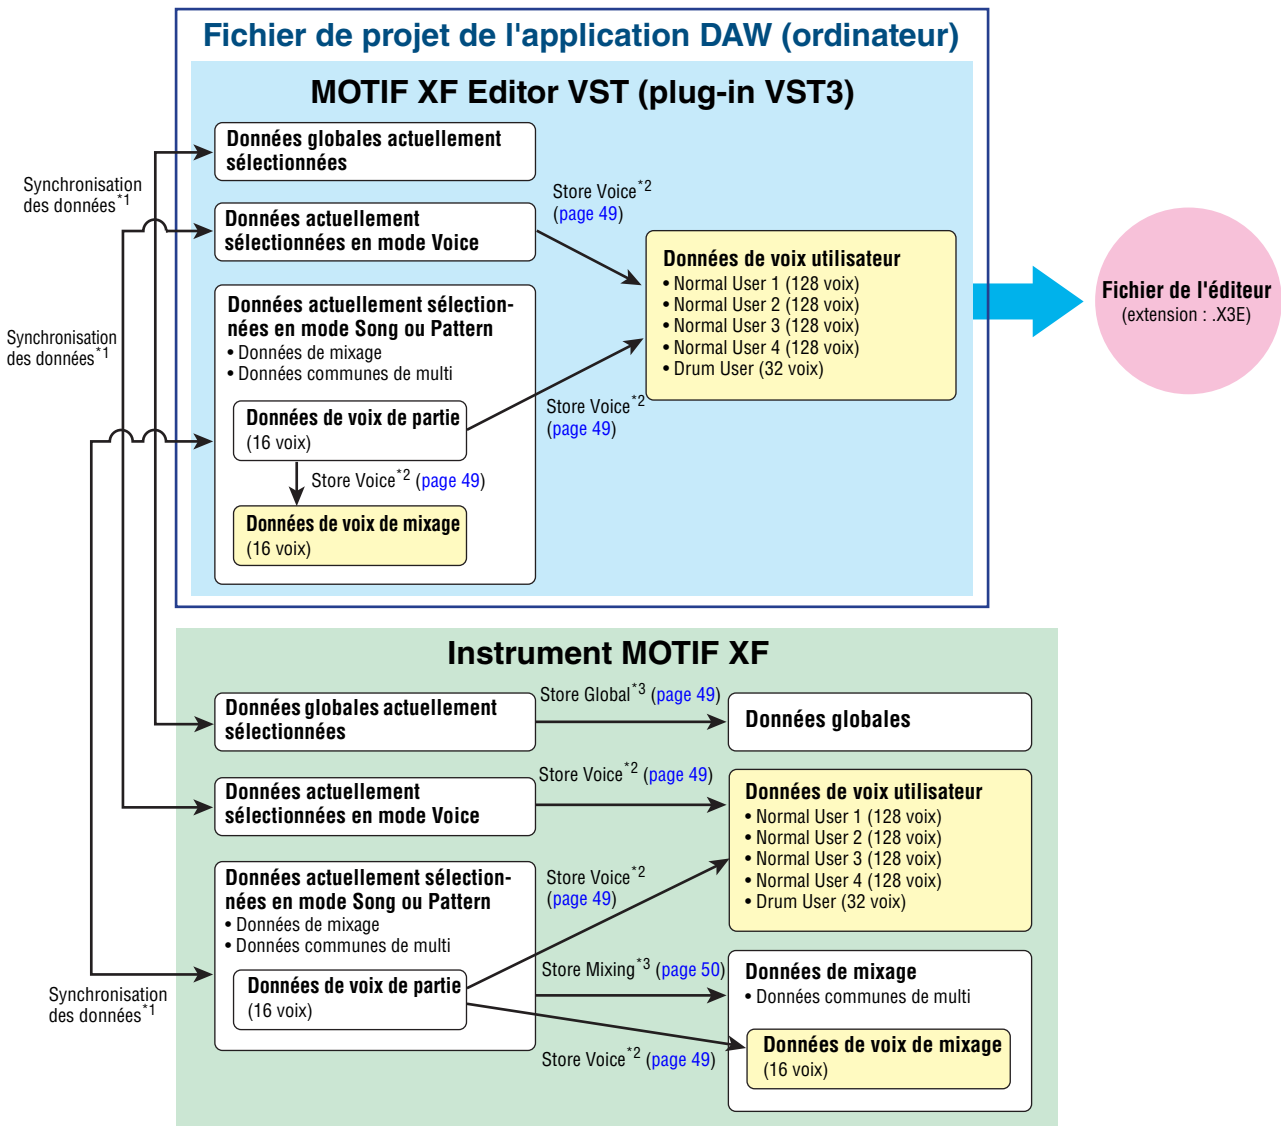 Fichier de projet de l'application DAW (ordinateur)
MOTIF XF Editor VST (plug-in VST3)
Données globales actuellement
sélectionnées
Synchronisation
des données*1
Données actuellement
sélectionnées en mode Voice
Store Voice*2
(page 49)
Données de voix utilisateur
• Normal User 1 (128 voix)
• Normal User 2 (128 voix)
• Normal User 3 (128 voix)
• Normal User 4 (128 voix)
• Drum User (32 voix)
Fichier de l'éditeur
(extension : .X3E)
Synchronisation
des données*1
Données actuellement sélection-
nées en mode Song ou Pattern
• Données de mixage
• Données communes de multi
Données de voix de partie
(16 voix)
Store Voice*2
(page 49)
Store Voice*2 (page 49)
Données de voix de mixage
(16 voix)
Instrument MOTIF XF
Données globales actuellement
sélectionnées
Store Global*3 (page 49)
Données globales
Données actuellement
sélectionnées en mode Voice
Store Voice*2 (page 49)
Données de voix utilisateur
• Normal User 1 (128 voix)
• Normal User 2 (128 voix)
• Normal User 3 (128 voix)
• Normal User 4 (128 voix)
• Drum User (32 voix)
Données actuellement sélection-
nées en mode Song ou Pattern
• Données de mixage
• Données communes de multi
Store Voice*2
(page 49)
Données de voix de partie
(16 voix)
Synchronisation
des données*1
Store Mixing*3 (page 50)
Données de mixage
• Données communes de multi
Store Voice*2 (page 49)
Données de voix de mixage
(16 voix)